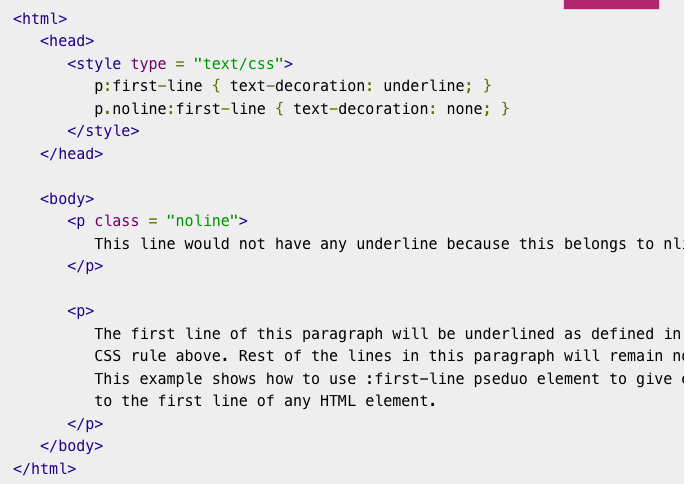 <html>
<head>
<style type = "text/css">
p:first-line { text-decoration: underline; }
p.noline:first-line { text-decoration: none; }
</style>
</head>
<body>
<p class = "noline">
This line would not have any underline because this belongs to
</p>
<p>
The first line of this paragraph will be underlined as defined in
CSS rule above. Rest of the lines in this paragraph will remain
This example shows how to use :first-line pseduo element to give
to the first line of any HTML element.
</p>
</body>
</html>